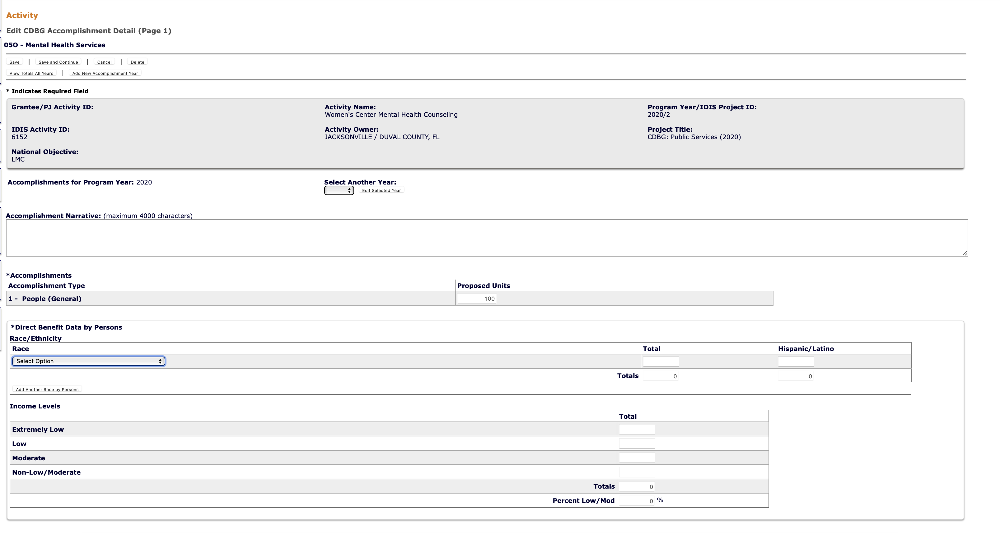 Activity
Edit CDBG Accomplishment Detail (Page 1)
05O - Mental Health Services
Save | Save and Continue | Cancel | Delete
View Totals All Years | Add New Accomplishment Year
* Indicates Required Field
Grantee/PJ Activity ID: Activity Name: Program Year/IDIS Project ID:
Women's Center Mental Health Counseling 2020/2
IDIS Activity ID: Activity Owner: Project Title:
6152 JACKSONVILLE / DUVAL COUNTY, FL CDBG: Public Services (2020)
National Objective:
LMC
Accomplishments for Program Year: 2020 Select Another Year:
Edit Selected Year
Accomplishment Narrative: (maximum 4000 characters)
*Accomplishments
Accomplishment Type Proposed Units
1 - People (General) 100
*Direct Benefit Data by Persons
Race/Ethnicity
Race Total Hispanic/Latino
Select Option
Totals 0 0
Add Another Race by Persons
Income Levels
Total
Extremely Low
Low
Moderate
Non-Low/Moderate
Totals 0
Percent Low/Mod 0 %